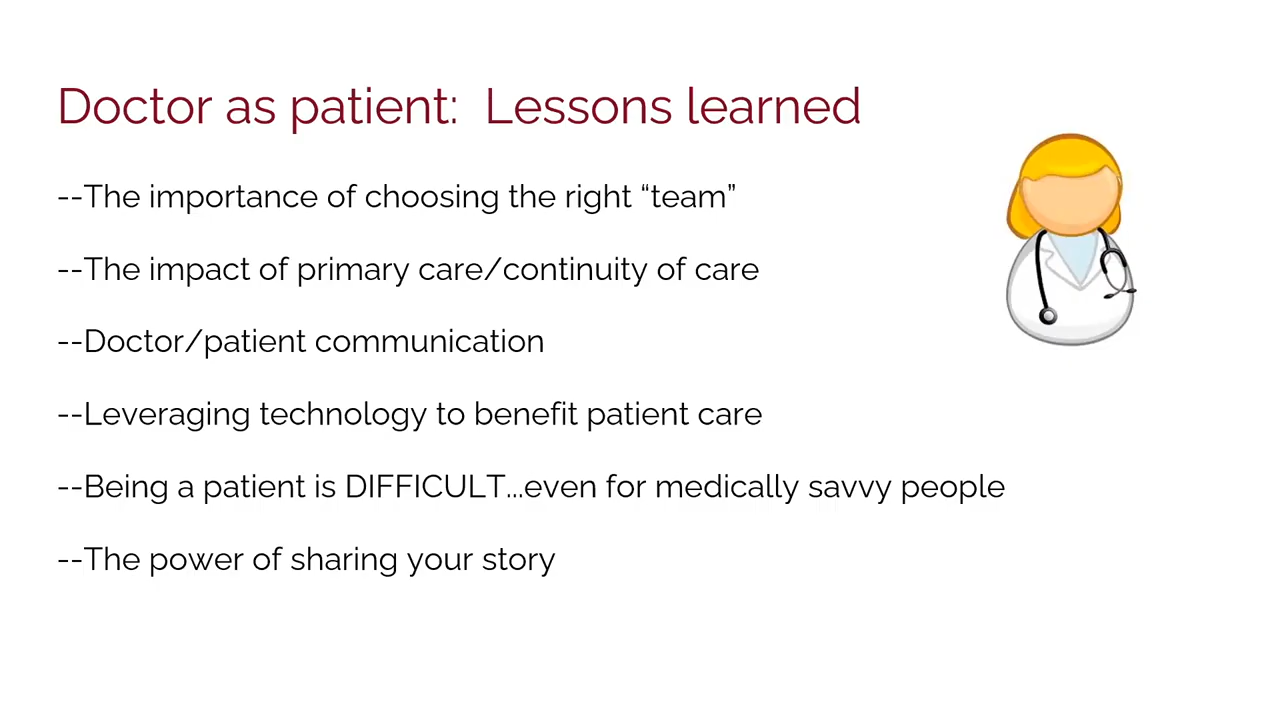 Doctor as patient:  Lessons learned
--The importance of choosing the right “team”
--The impact of primary care/continuity of care
--Doctor/patient communication
--Leveraging technology to benefit patient care
--Being a patient is DIFFICULT...even for medically savvy people
--The power of sharing your story